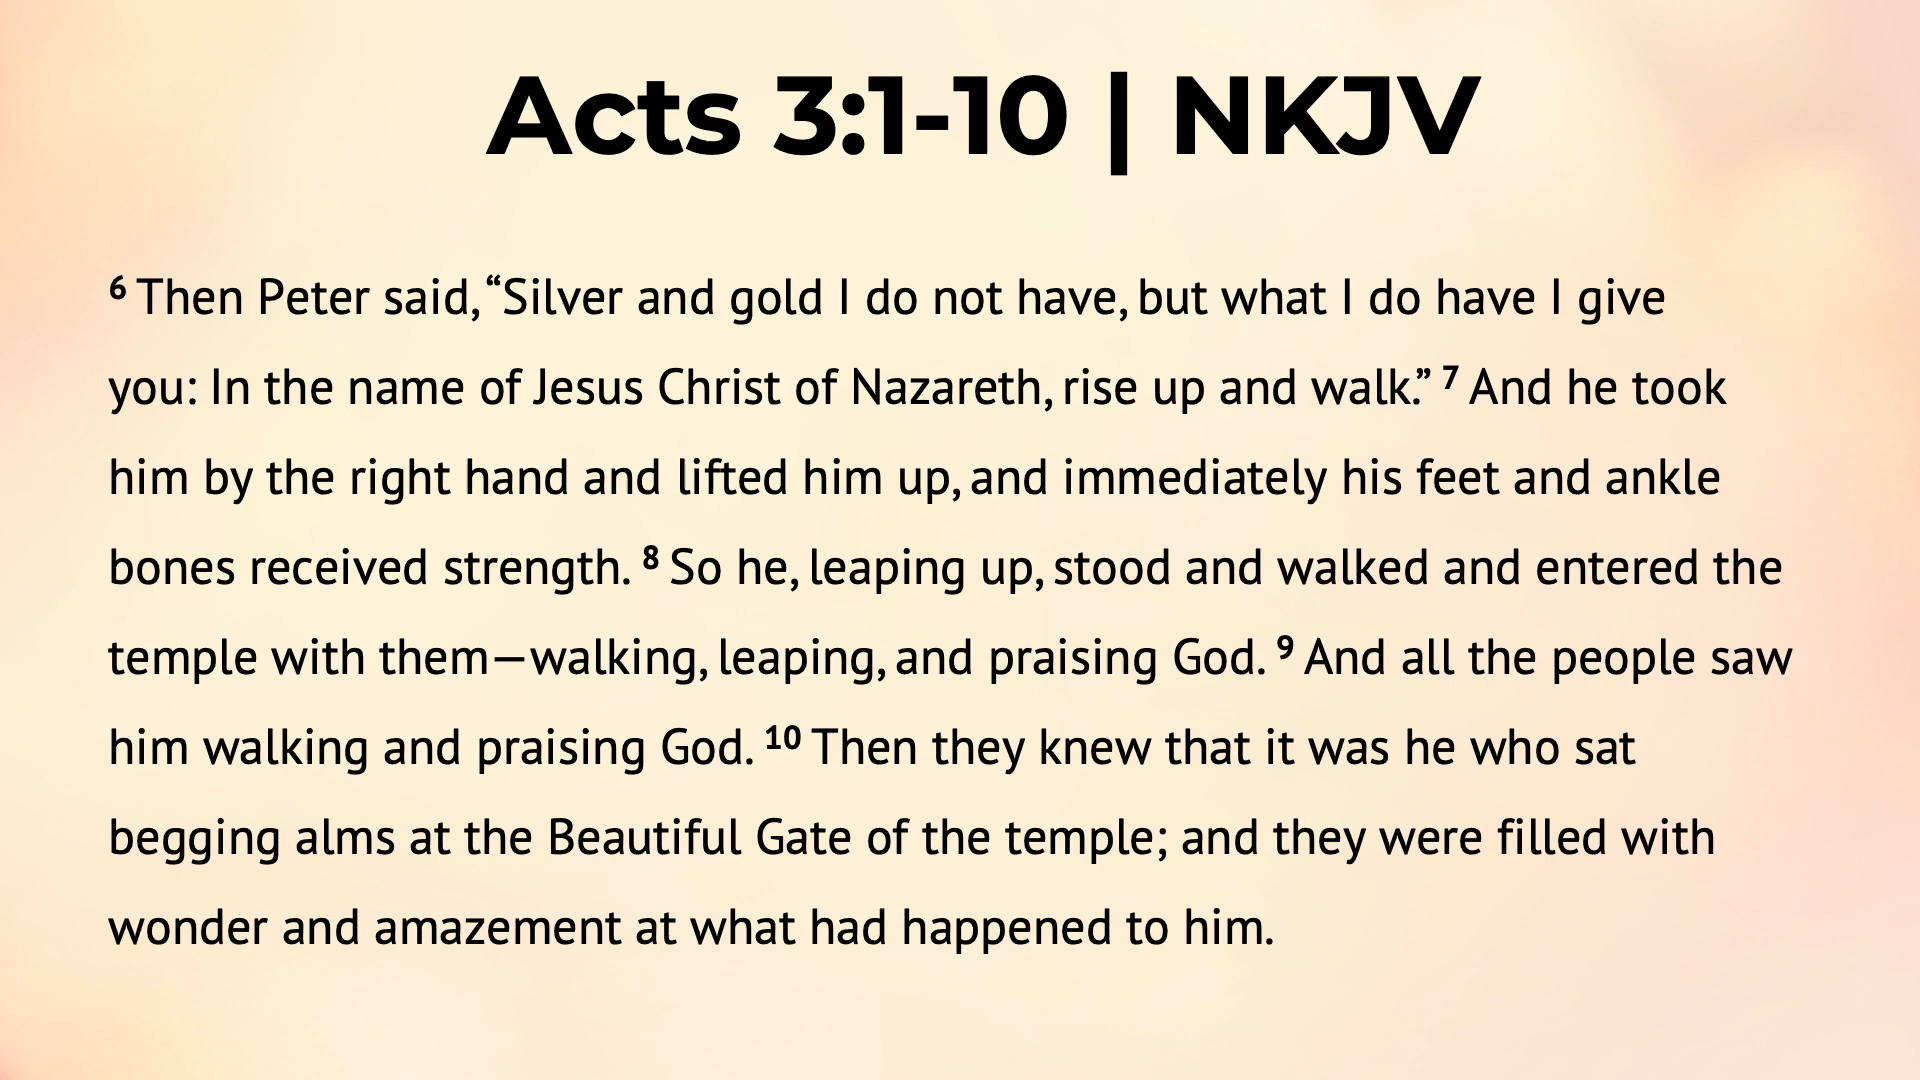 Acts 3:1-10 | NKJV
⁶ Then Peter said, “Silver and gold I do not have, but what I do have I give
you: In the name of Jesus Christ of Nazareth, rise up and walk.” ⁷ And he took
him by the right hand and lifted him up, and immediately his feet and ankle
bones received strength. ⁸ So he, leaping up, stood and walked and entered the
temple with them—walking, leaping, and praising God. ⁹ And all the people saw
him walking and praising God. ¹⁰ Then they knew that it was he who sat
begging alms at the Beautiful Gate of the temple; and they were filled with
wonder and amazement at what had happened to him.